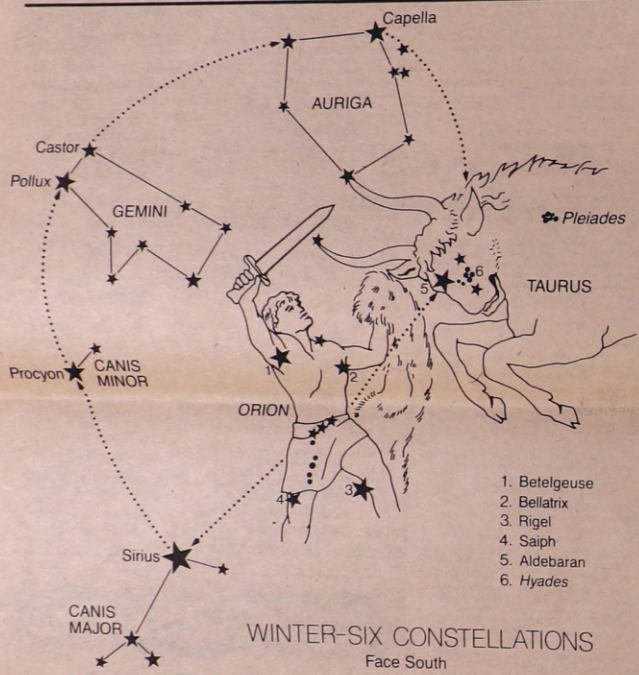 Capella
AURIGA
Castor
Pollux
GEMINI
Pleiades
6
5
TAURUS
1
2
Procyon
CANIS
MINOR
ORION
4
3
1. Betelgeuse
2. Bellatrix
3. Rigel
4. Saiph
5. Aldebaran
6. Hyades
Sirius
CANIS
MAJOR
WINTER-SIX CONSTELLATIONS
Face South